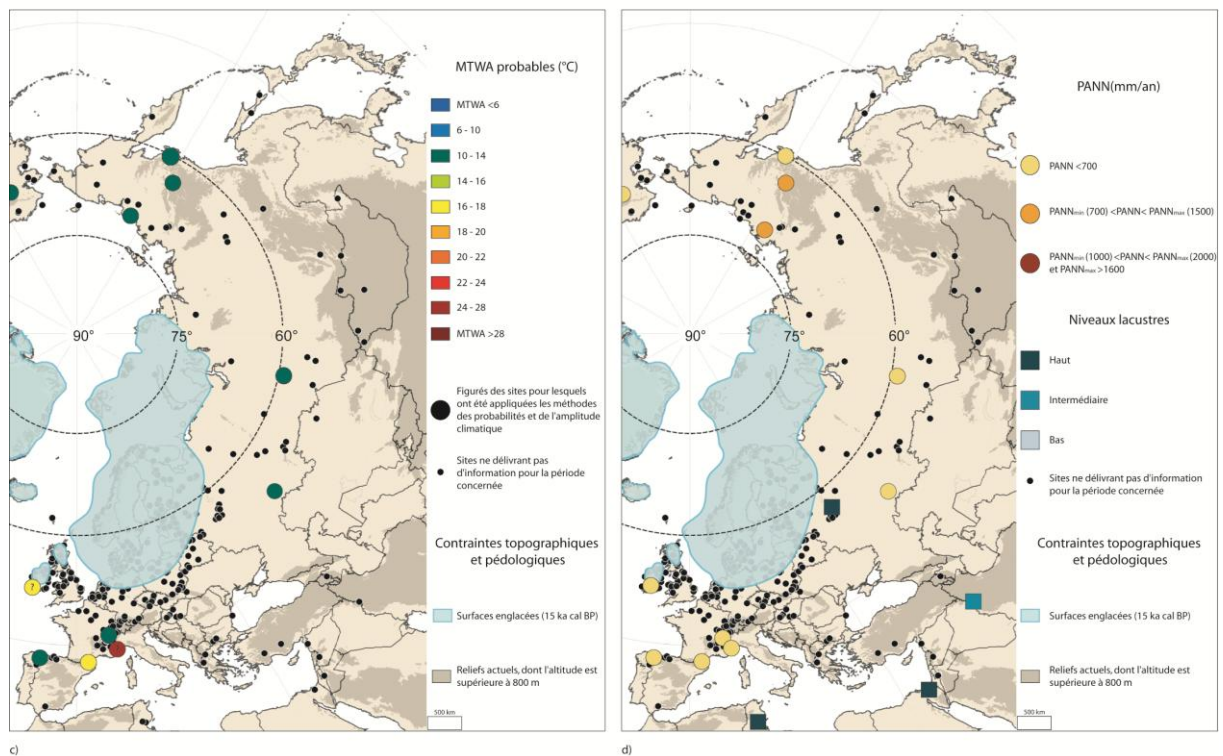 MTWA probables (°C)
MTWA <6
6 - 10
10 - 14
14 - 16
16 - 18
18 - 20
20 - 22
22 - 24
24 - 28
MTWA >28
Figurés des sites pour lesquels
ont été appliquées les méthodes
des probabilités et de l'amplitude
climatique
Sites ne délivrant pas
d'information pour la période
concernée
Contraintes topographiques
et pédologiques
Surfaces englacées (15 ka cal BP)
Reliefs actuels, dont l'altitude est
supérieure à 800 m
500 km
90°
75°
60°
?
c)
PANN(mm/an)
PANN <700
PANNmin (700) <PANN< PANNmax (1500)
PANNmin (1000) <PANN< PANNmax (2000)
et PANNmax >1600
Niveaux lacustres
Haut
Intermédiaire
Bas
Sites ne délivrant pas d'information
pour la période concernée
Contraintes topographiques
et pédologiques
Surfaces englacées (15 ka cal BP)
Reliefs actuels, dont l'altitude est
supérieure à 800 m
500 km
90°
75°
60°
d)